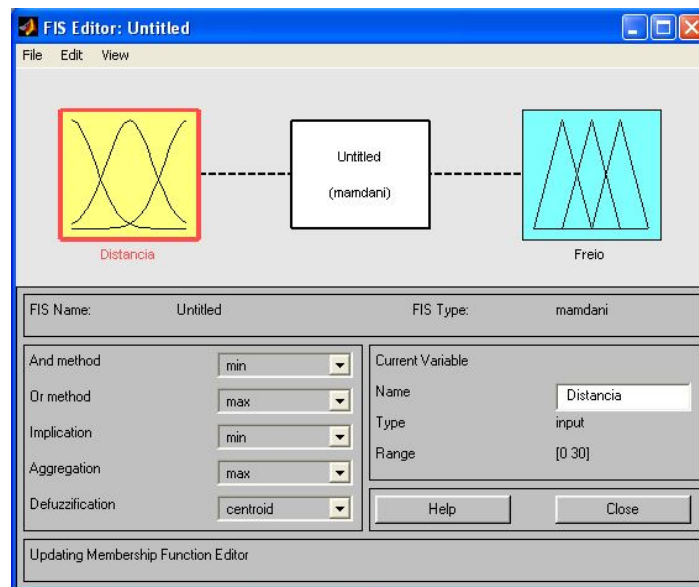 FIS Editor: Untitled
File Edit View
Untitled
(mamdani)
Distancia
Freio
FIS Name: Untitled FIS Type: mamdani
And method min
Or method max
Implication min
Aggregation max
Defuzzification centroid
Current Variable
Name Distancia
Type input
Range [0 30]
Help Close
Updating Membership Function Editor